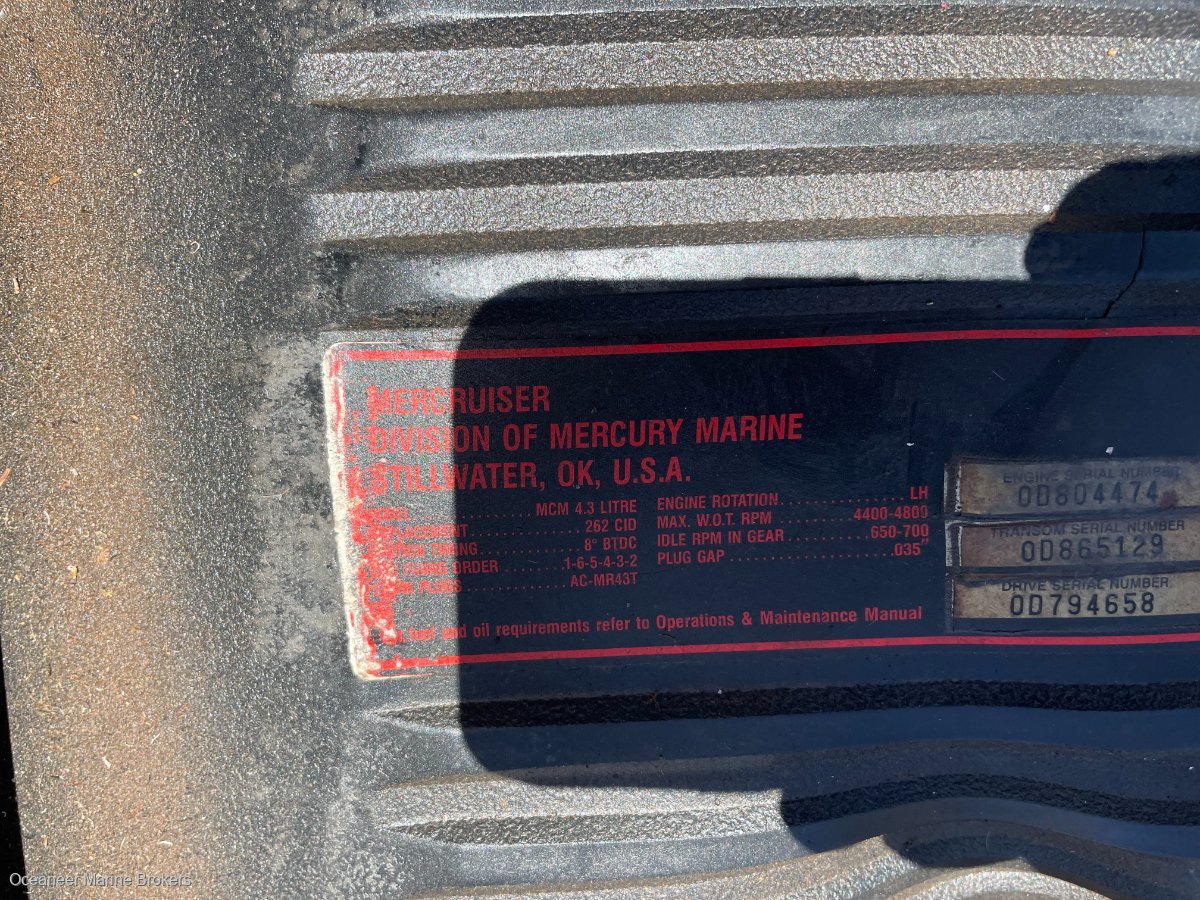 MERCRUISER
DIVISION OF MERCURY MARINE
STILLWATER, OK, U.S.A.
MCM 4.3 LITRE
262 CID
TIMING 8° BTDC
ORDER 1-6-5-4-3-2
PLUGS AC-MR43T
ENGINE ROTATION LH
MAX. W.O.T. RPM 4400-4800
IDLE RPM IN GEAR 650-700
PLUG GAP .035"
fuel and oil requirements refer to Operations & Maintenance Manual
ENGINE SERIAL NUMBER
0D804474
TRANSOM SERIAL NUMBER
0D865129
DRIVE SERIAL NUMBER
0D794658
Oceaneer Marine Brokers